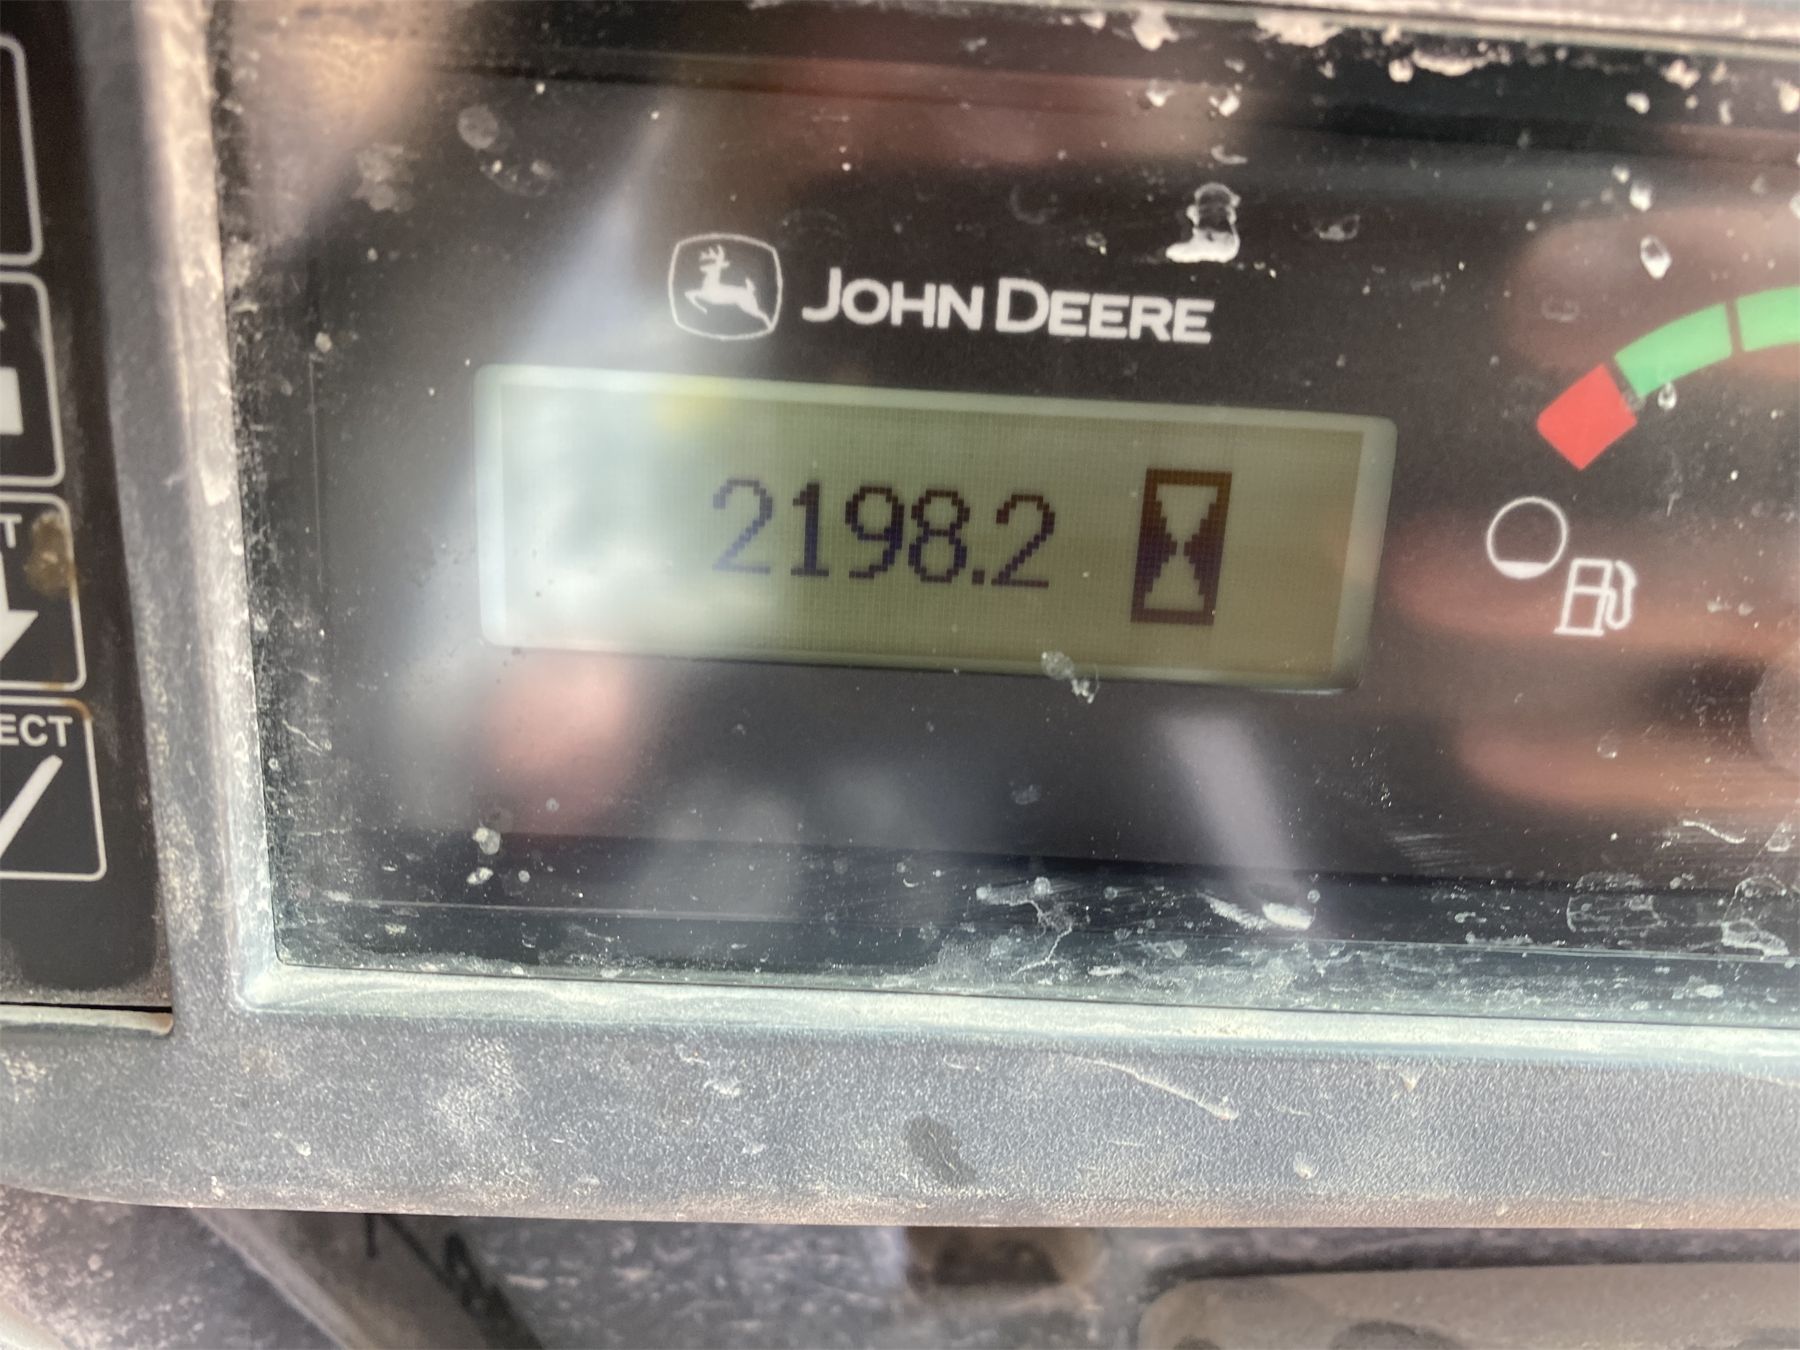 JOHN DEERE
2198.2
T
ECT